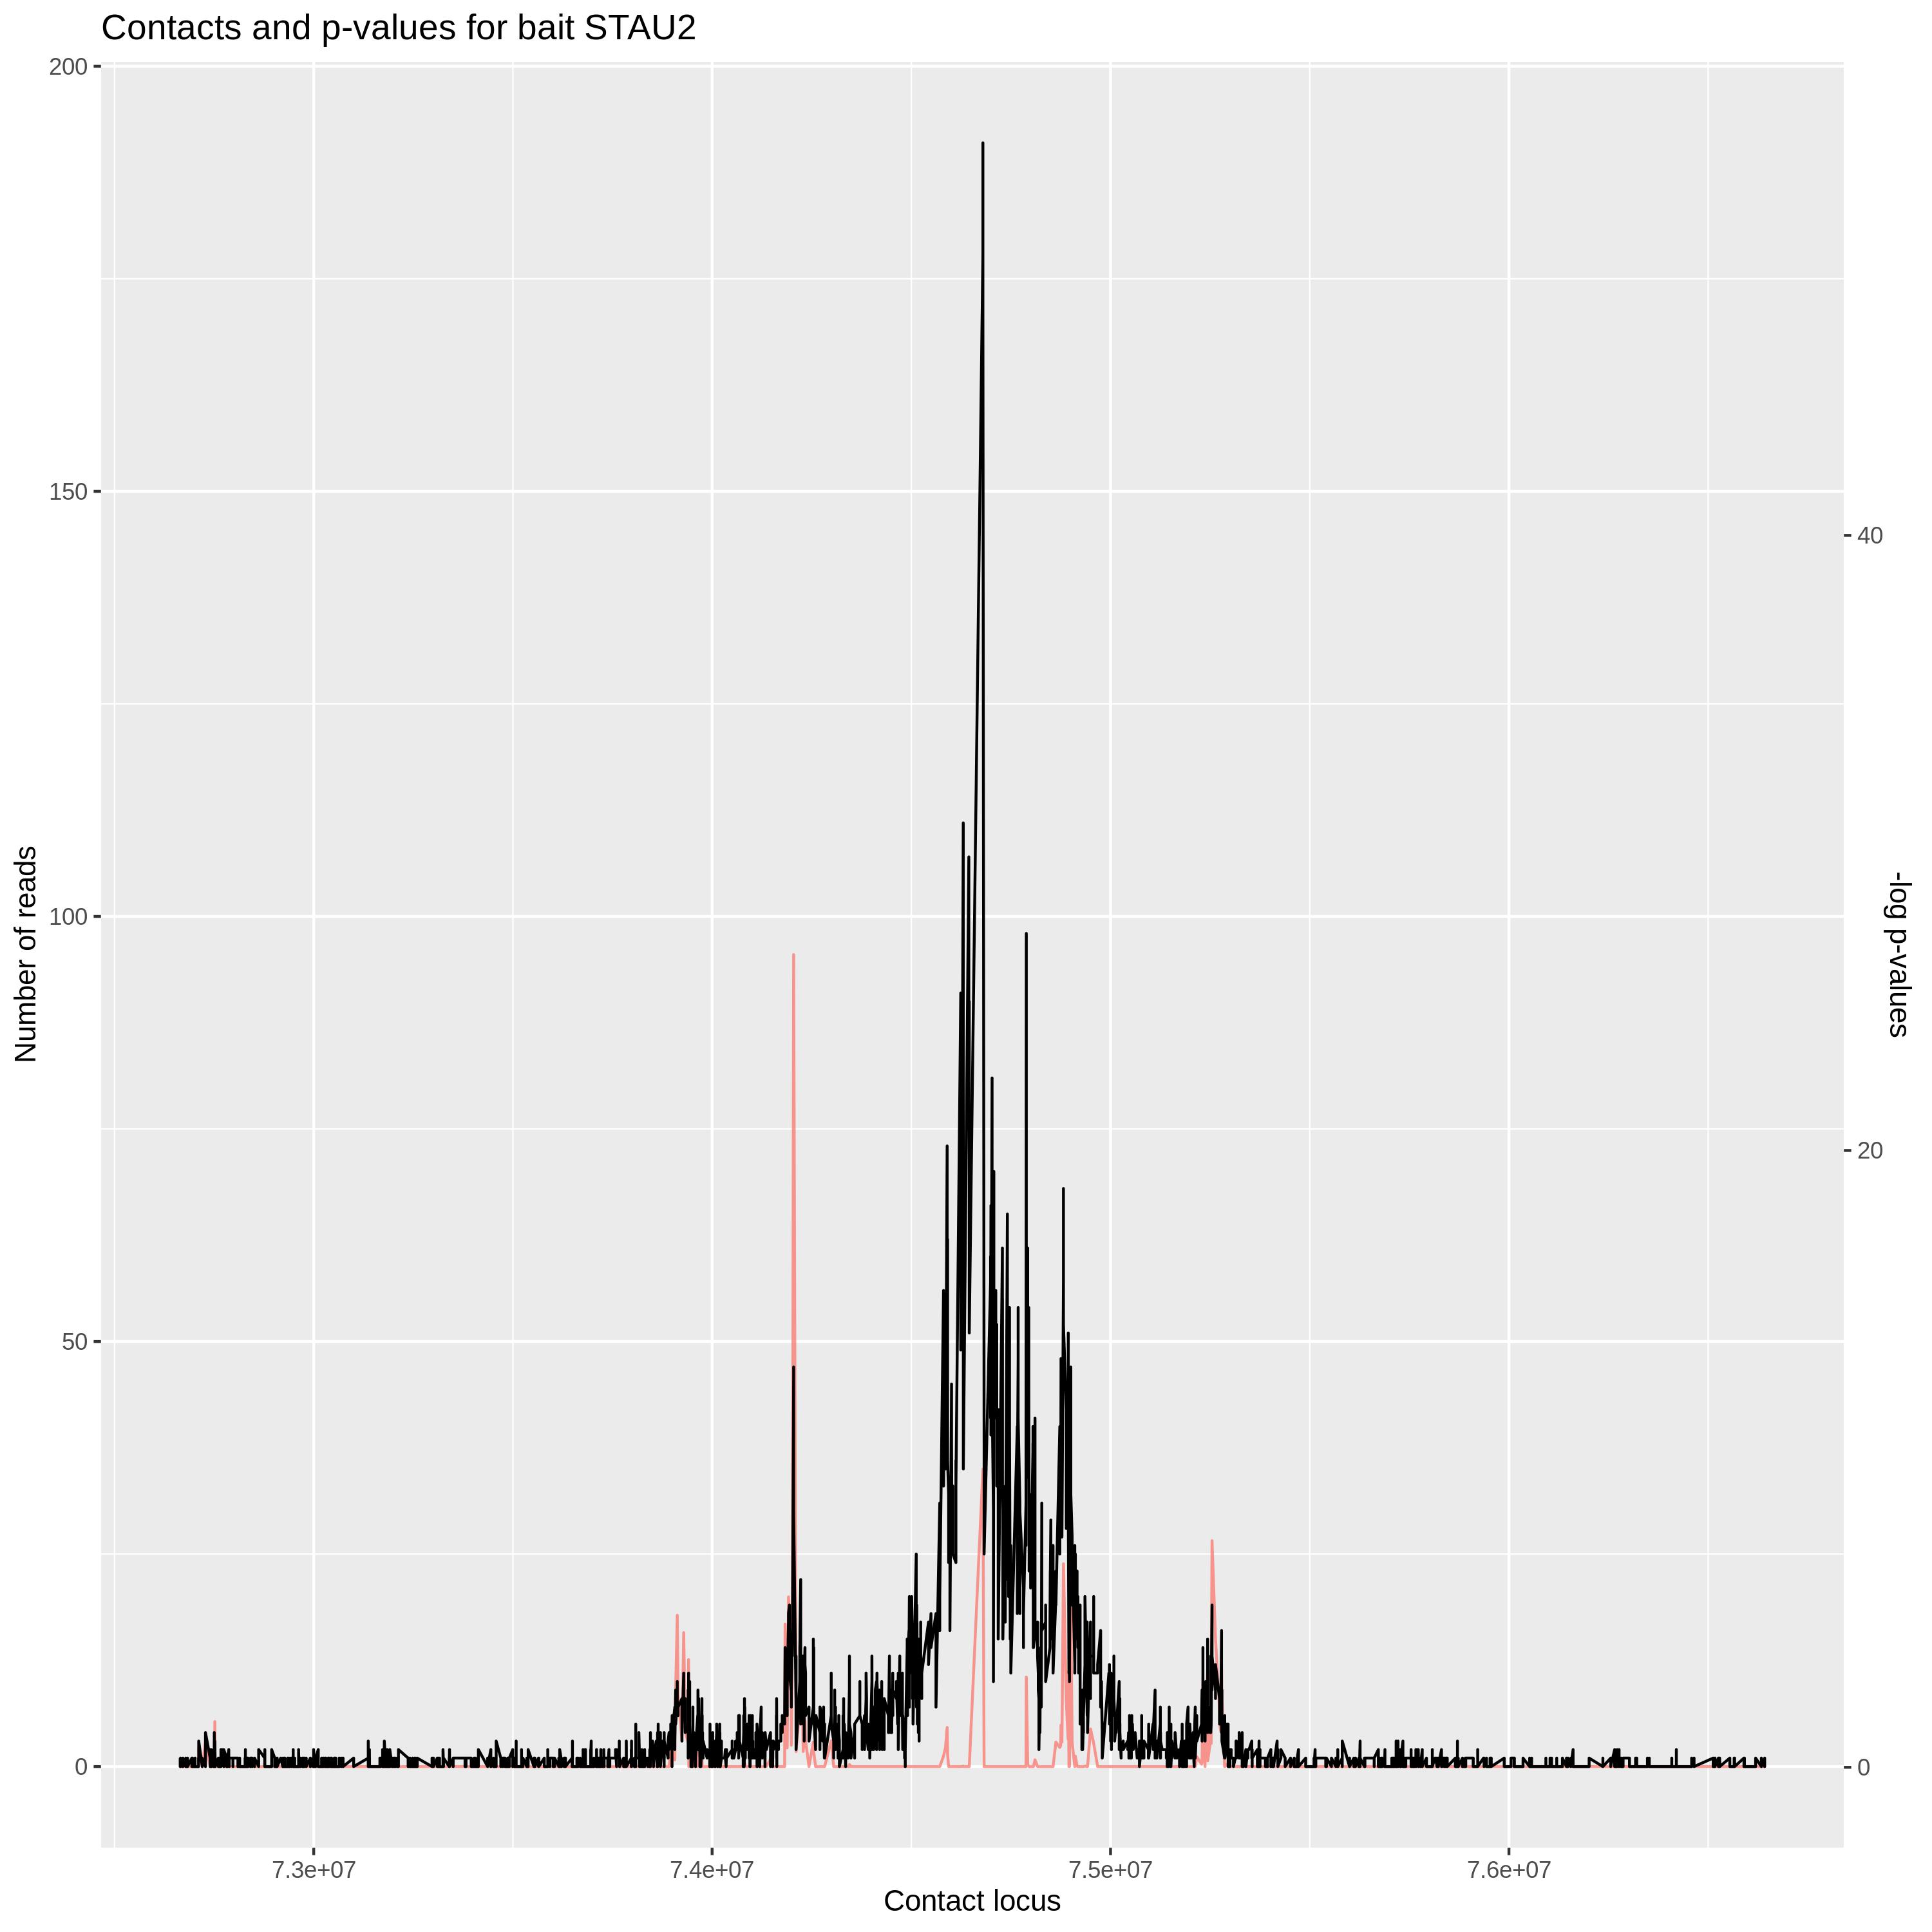 Contacts and p-values for bait STAU2
200
150
100
50
0
Number of reads
40
20
0
-log p-values
7.3e+07 7.4e+07 7.5e+07 7.6e+07
Contact locus